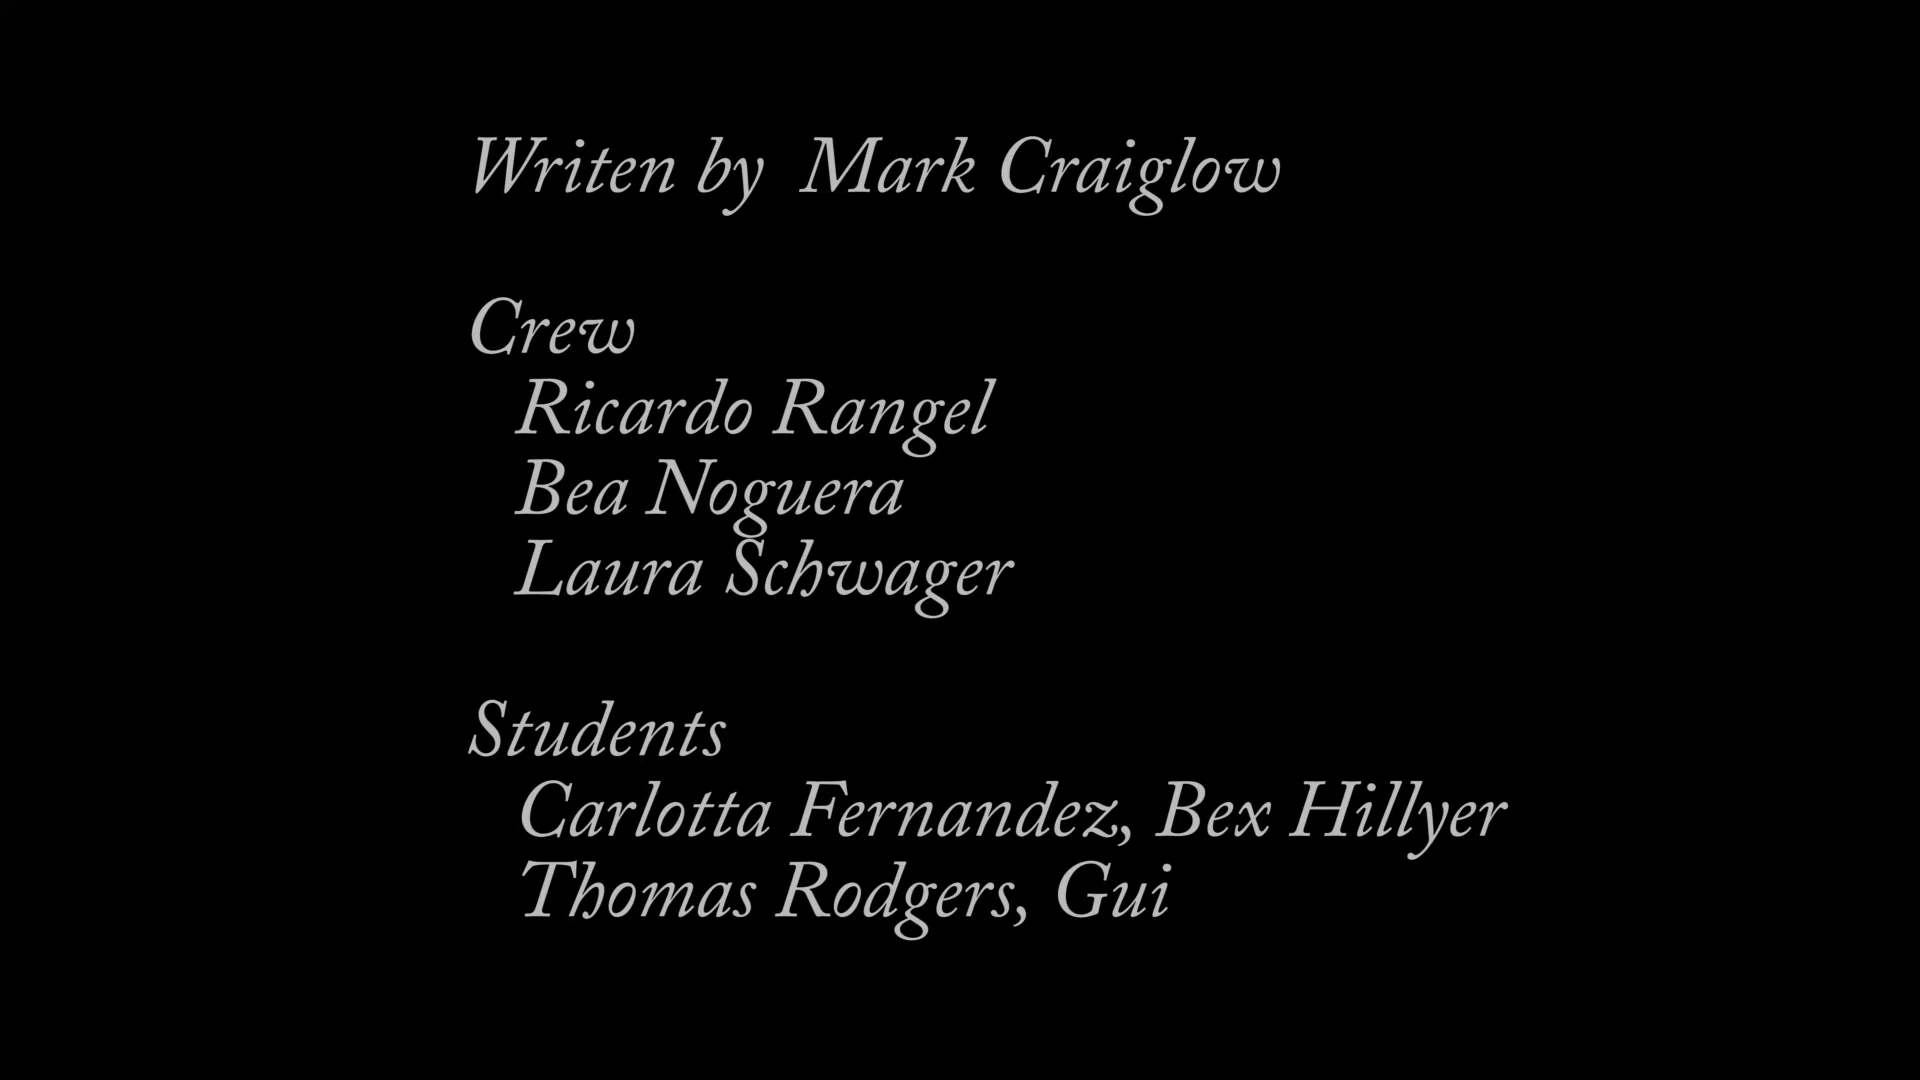 Writen by Mark Craiglow
Crew
Ricardo Rangel
Bea Noguera
Laura Schwager
Students
Carlotta Fernandez, Bex Hillyer
Thomas Rodgers, Gui